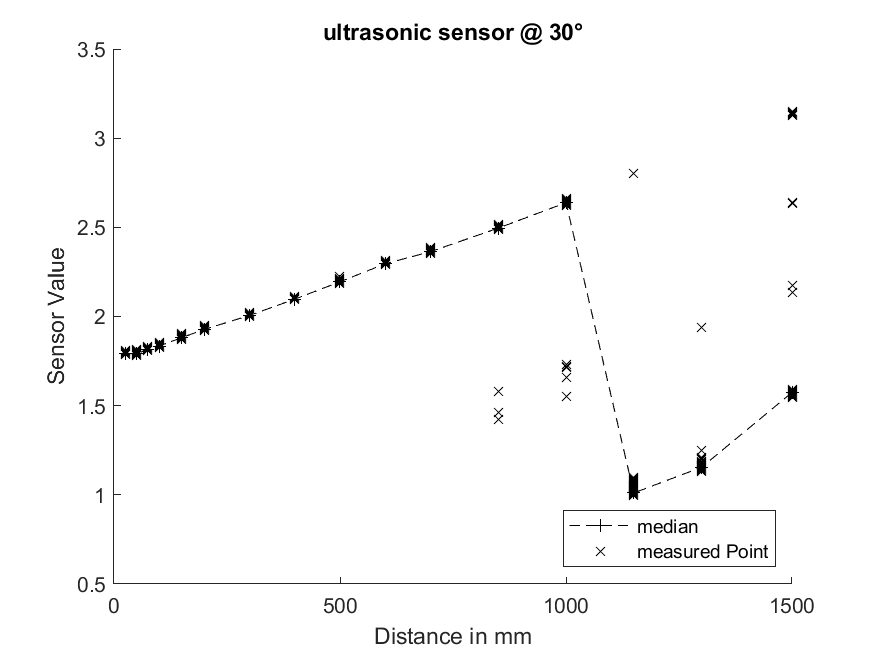 ultrasonic sensor @ 30°
3.5
3
2.5
2
1.5
1
0.5
Sensor Value
median
measured Point
0
500
1000
1500
Distance in mm